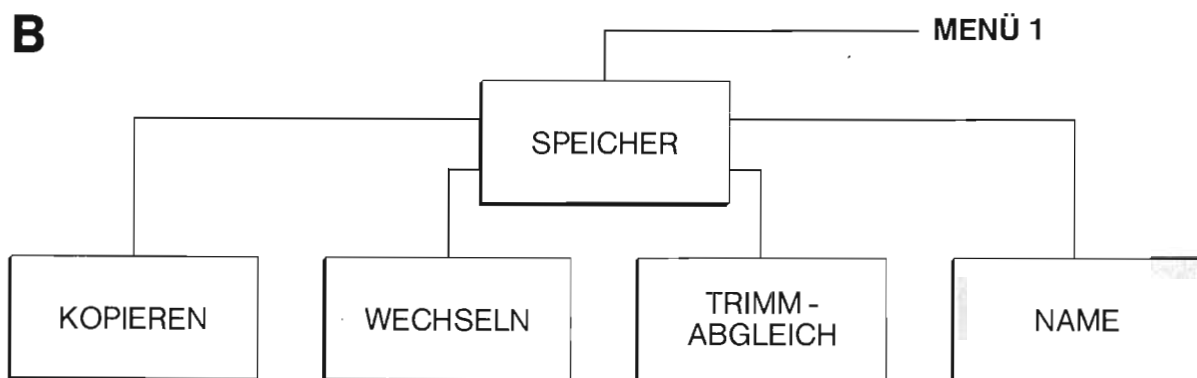 B
MENÜ 1
SPEICHER
KOPIEREN
WECHSELN
TRIMM -
ABGLEICH
NAME